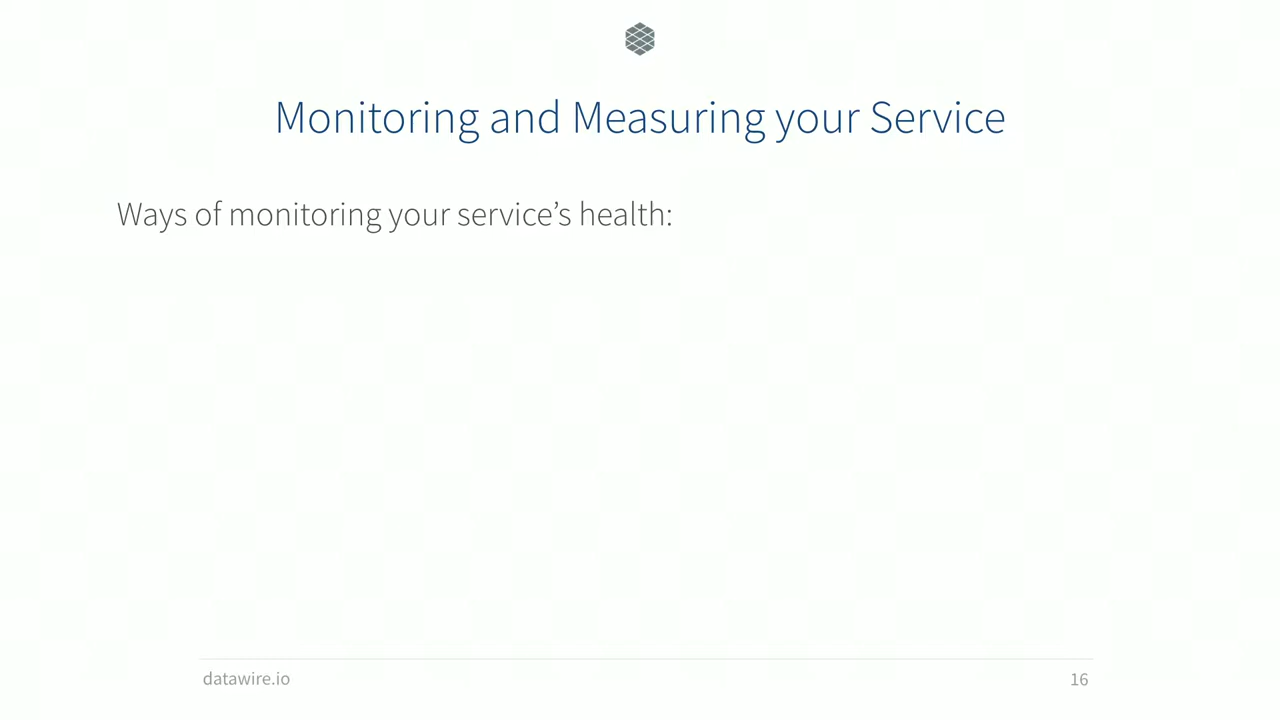 Monitoring and Measuring your Service
Ways of monitoring your service’s health:
datawire.io
16